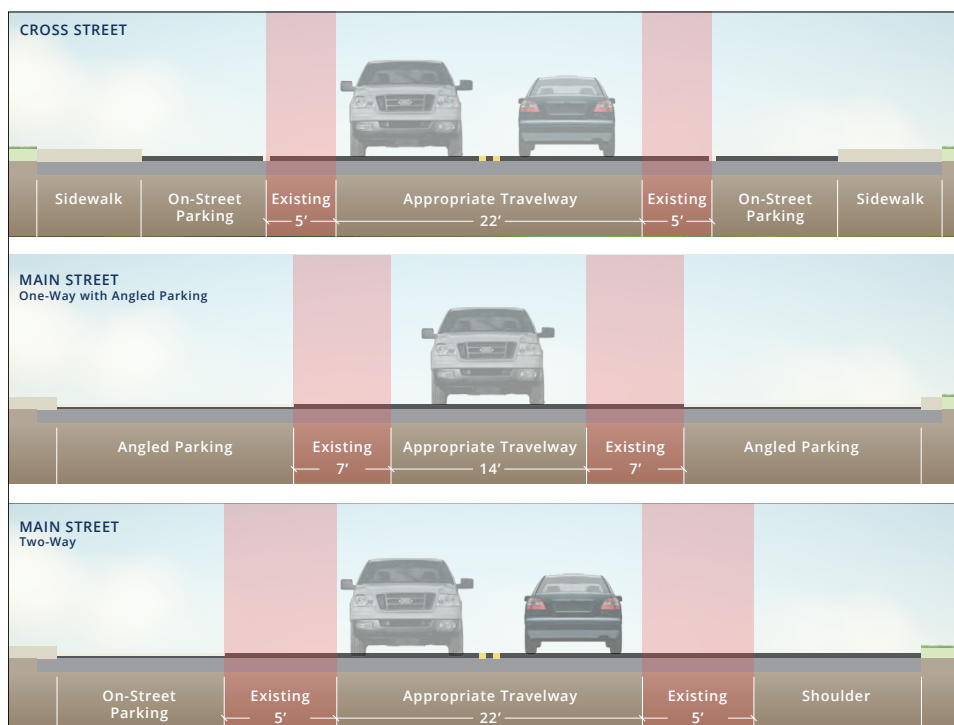 CROSS STREET
Sidewalk
On-Street
Parking
Existing
5’
Appropriate Travelway
22’
Existing
5’
On-Street
Parking
Sidewalk
MAIN STREET
One-Way with Angled Parking
Angled Parking
Existing
7’
Appropriate Travelway
14’
Existing
7’
Angled Parking
MAIN STREET
Two-Way
On-Street
Parking
Existing
5’
Appropriate Travelway
22’
Existing
5’
Shoulder